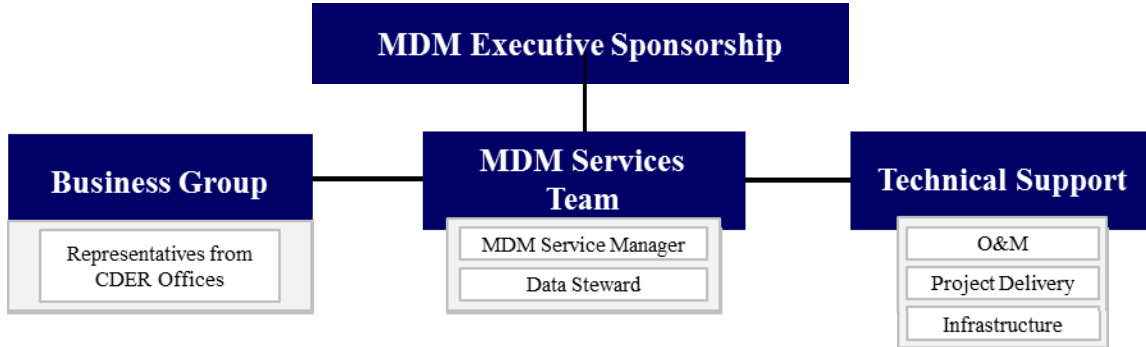 MDM Executive Sponsorship
Business Group
Representatives from
CDER Offices
MDM Services
Team
MDM Service Manager
Data Steward
Technical Support
O&M
Project Delivery
Infrastructure